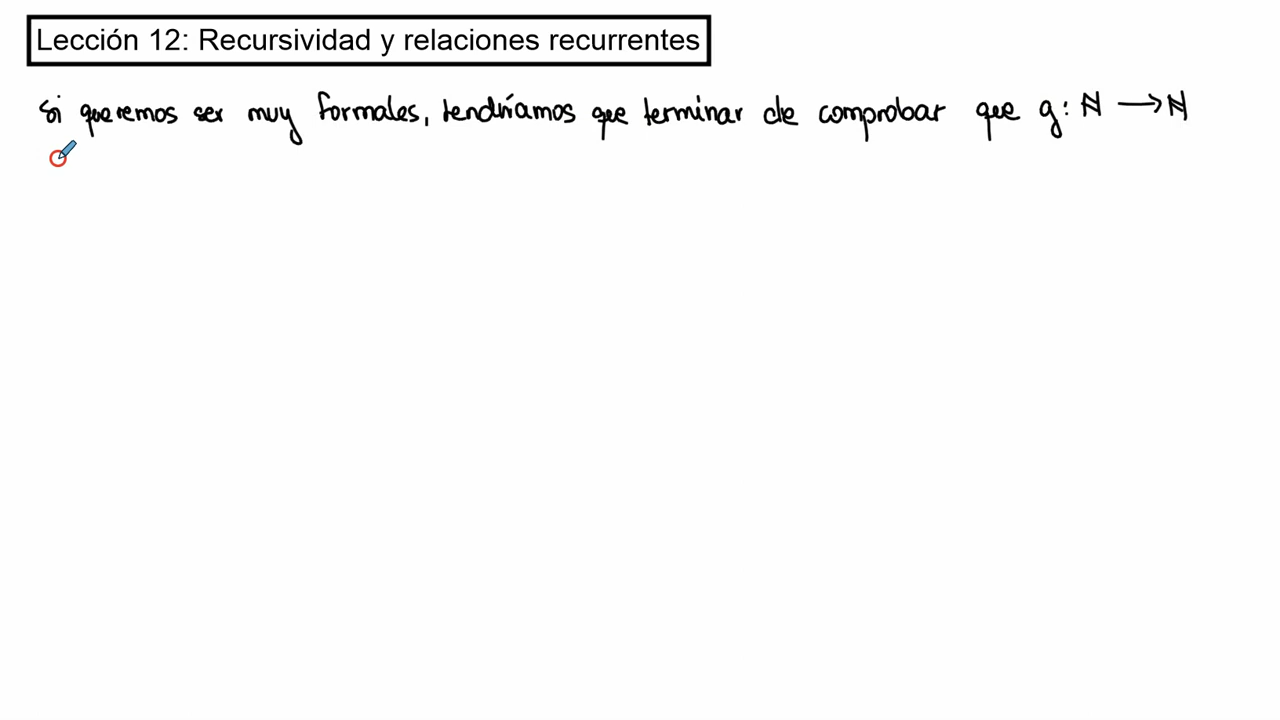 Lección 12: Recursividad y relaciones recurrentes
Si queremos ser muy formales, tendríamos que terminar de comprobar que g: ℕ → ℕ